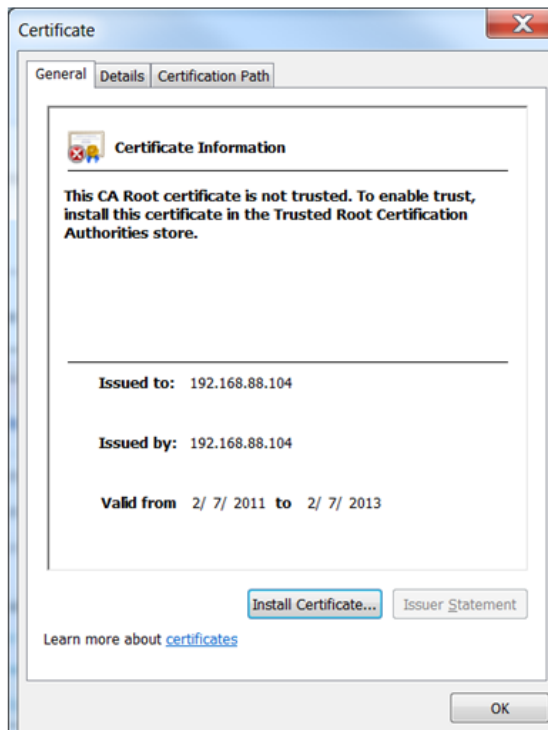 Certificate
General Details Certification Path
Certificate Information
This CA Root certificate is not trusted. To enable trust,
install this certificate in the Trusted Root Certification
Authorities store.
Issued to: 192.168.88.104
Issued by: 192.168.88.104
Valid from 2/ 7/ 2011 to 2/ 7/ 2013
Install Certificate... Issuer Statement
Learn more about certificates
OK